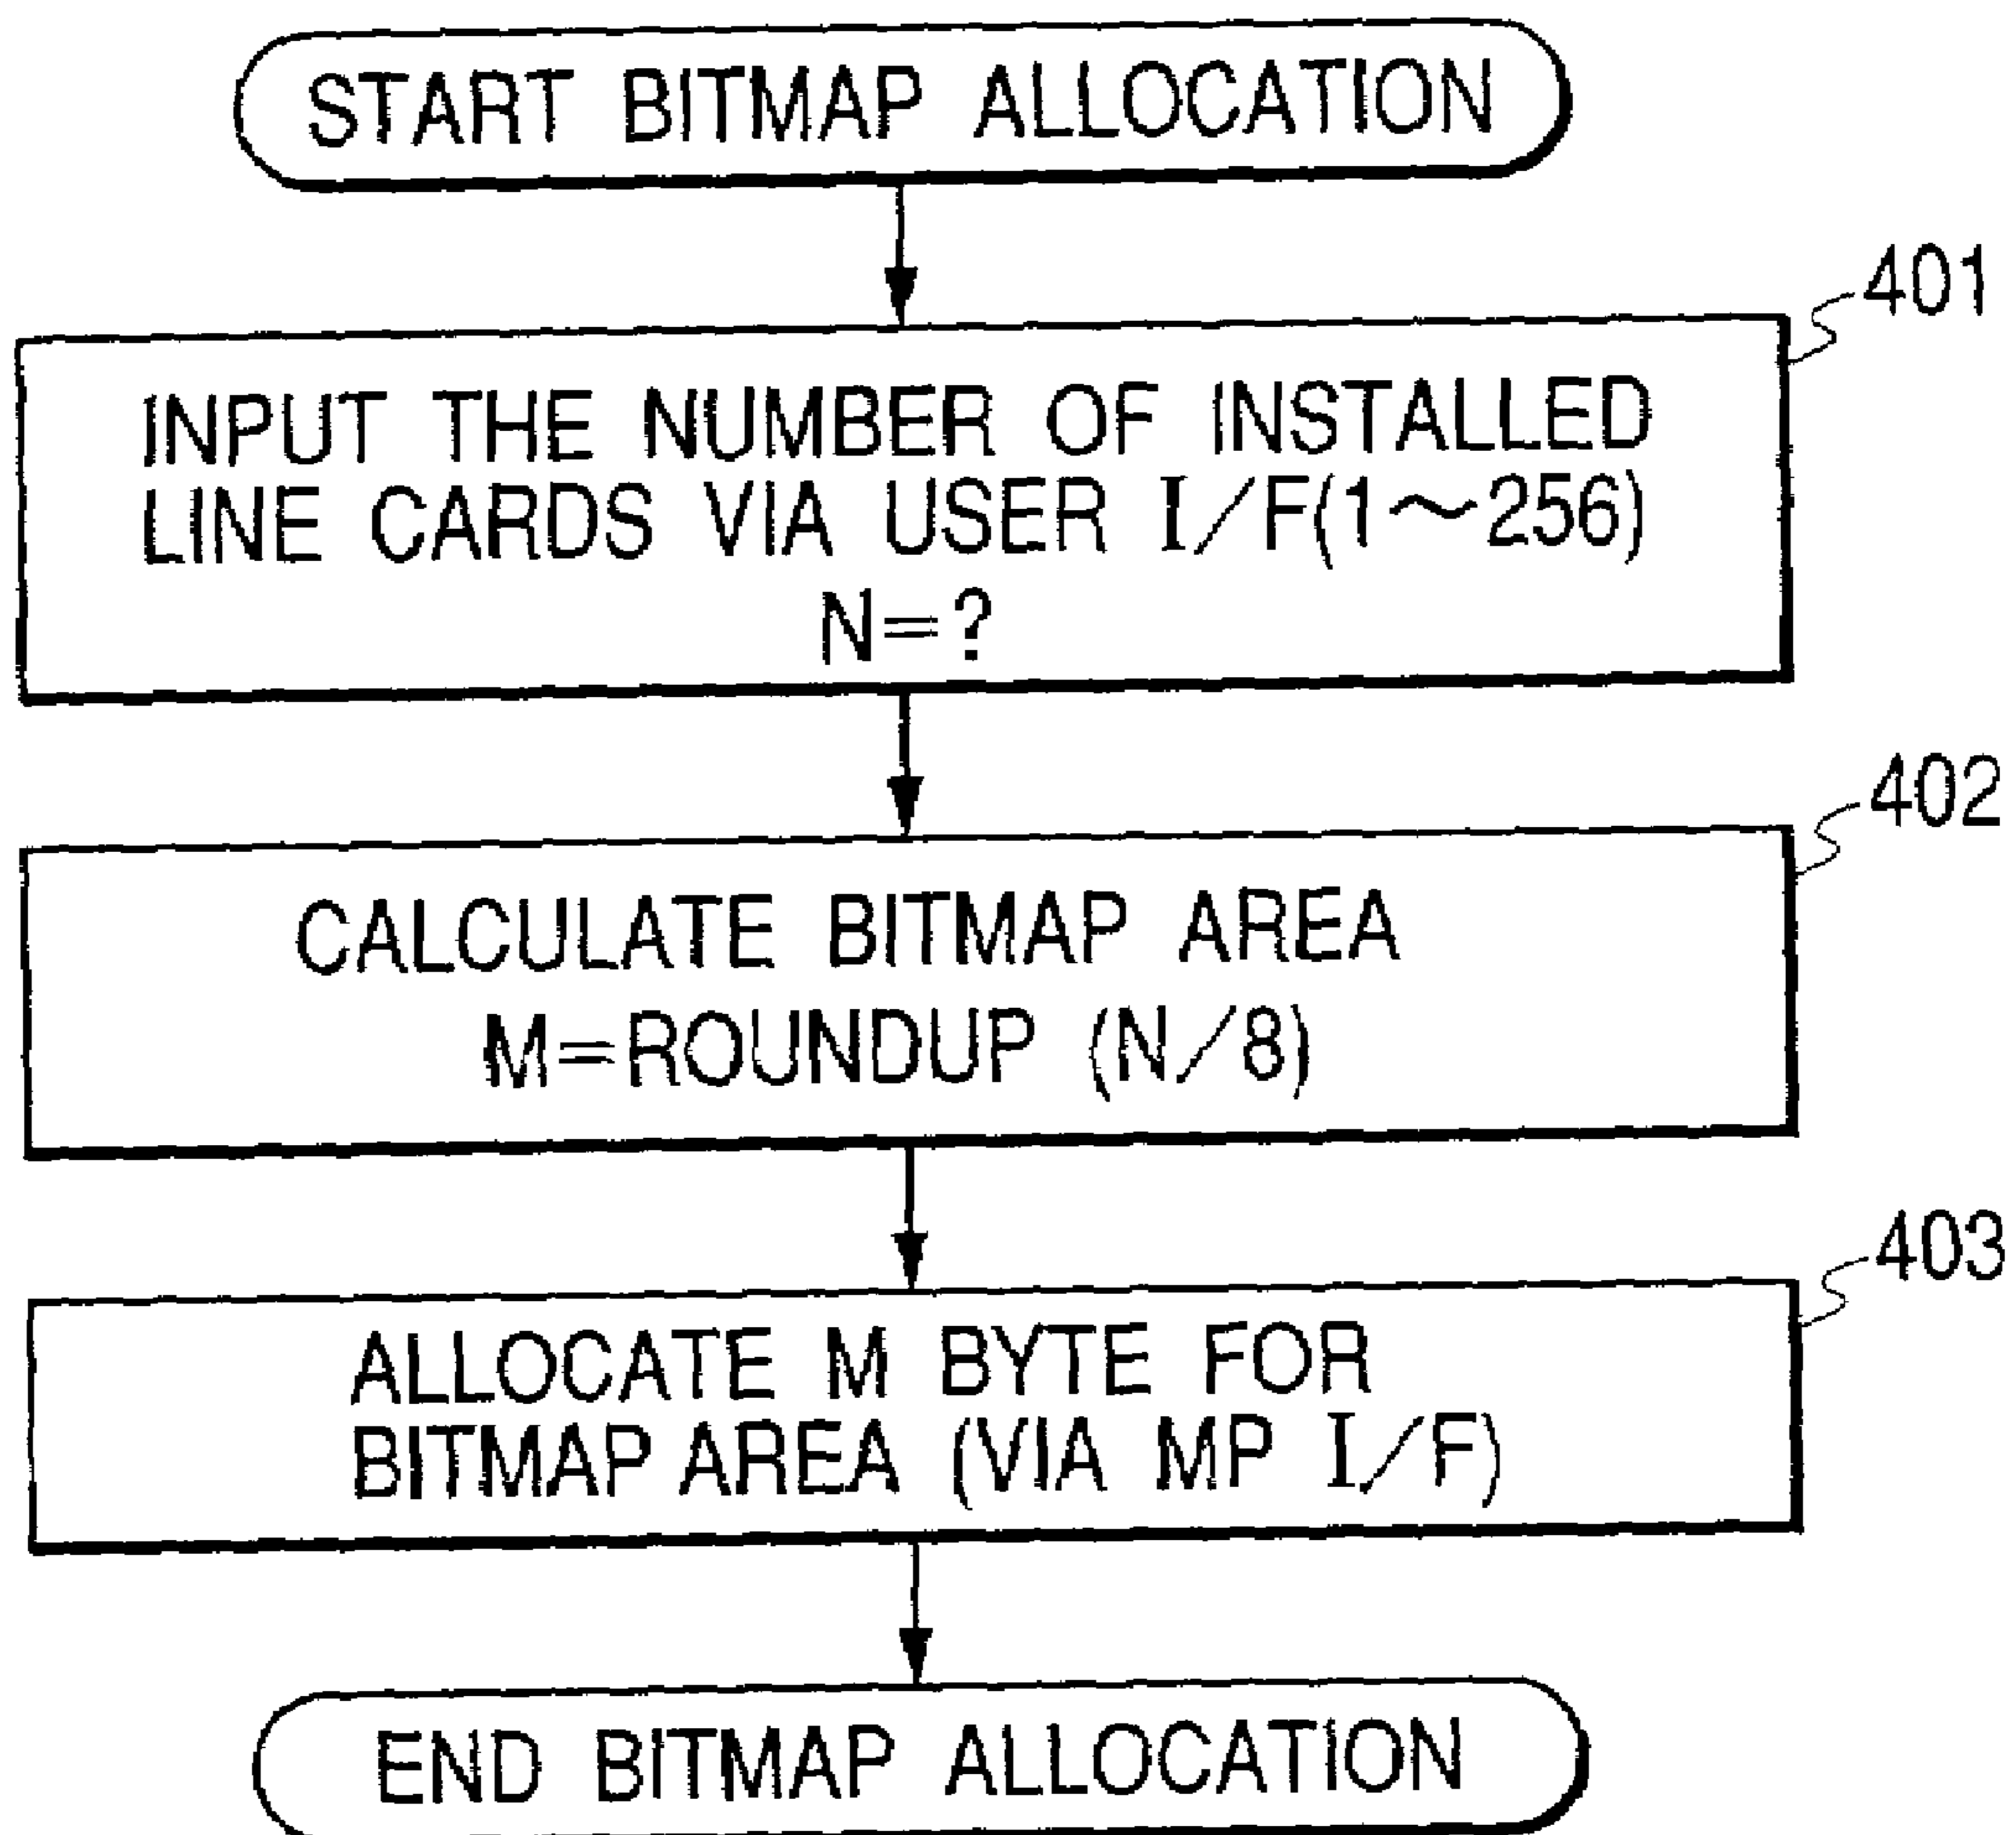 START BITMAP ALLOCATION
401
INPUT THE NUMBER OF INSTALLED
LINE CARDS VIA USER I/F(1~256)
N=?
402
CALCULATE BITMAP AREA
M=ROUNDUP (N/8)
403
ALLOCATE M BYTE FOR
BITMAP AREA (VIA MP I/F)
END BITMAP ALLOCATION